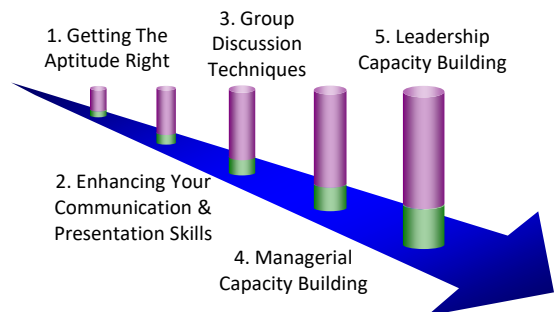 1. Getting The
Aptitude Right
2. Enhancing Your
Communication &
Presentation Skills
3. Group
Discussion
Techniques
4. Managerial
Capacity Building
5. Leadership
Capacity Building